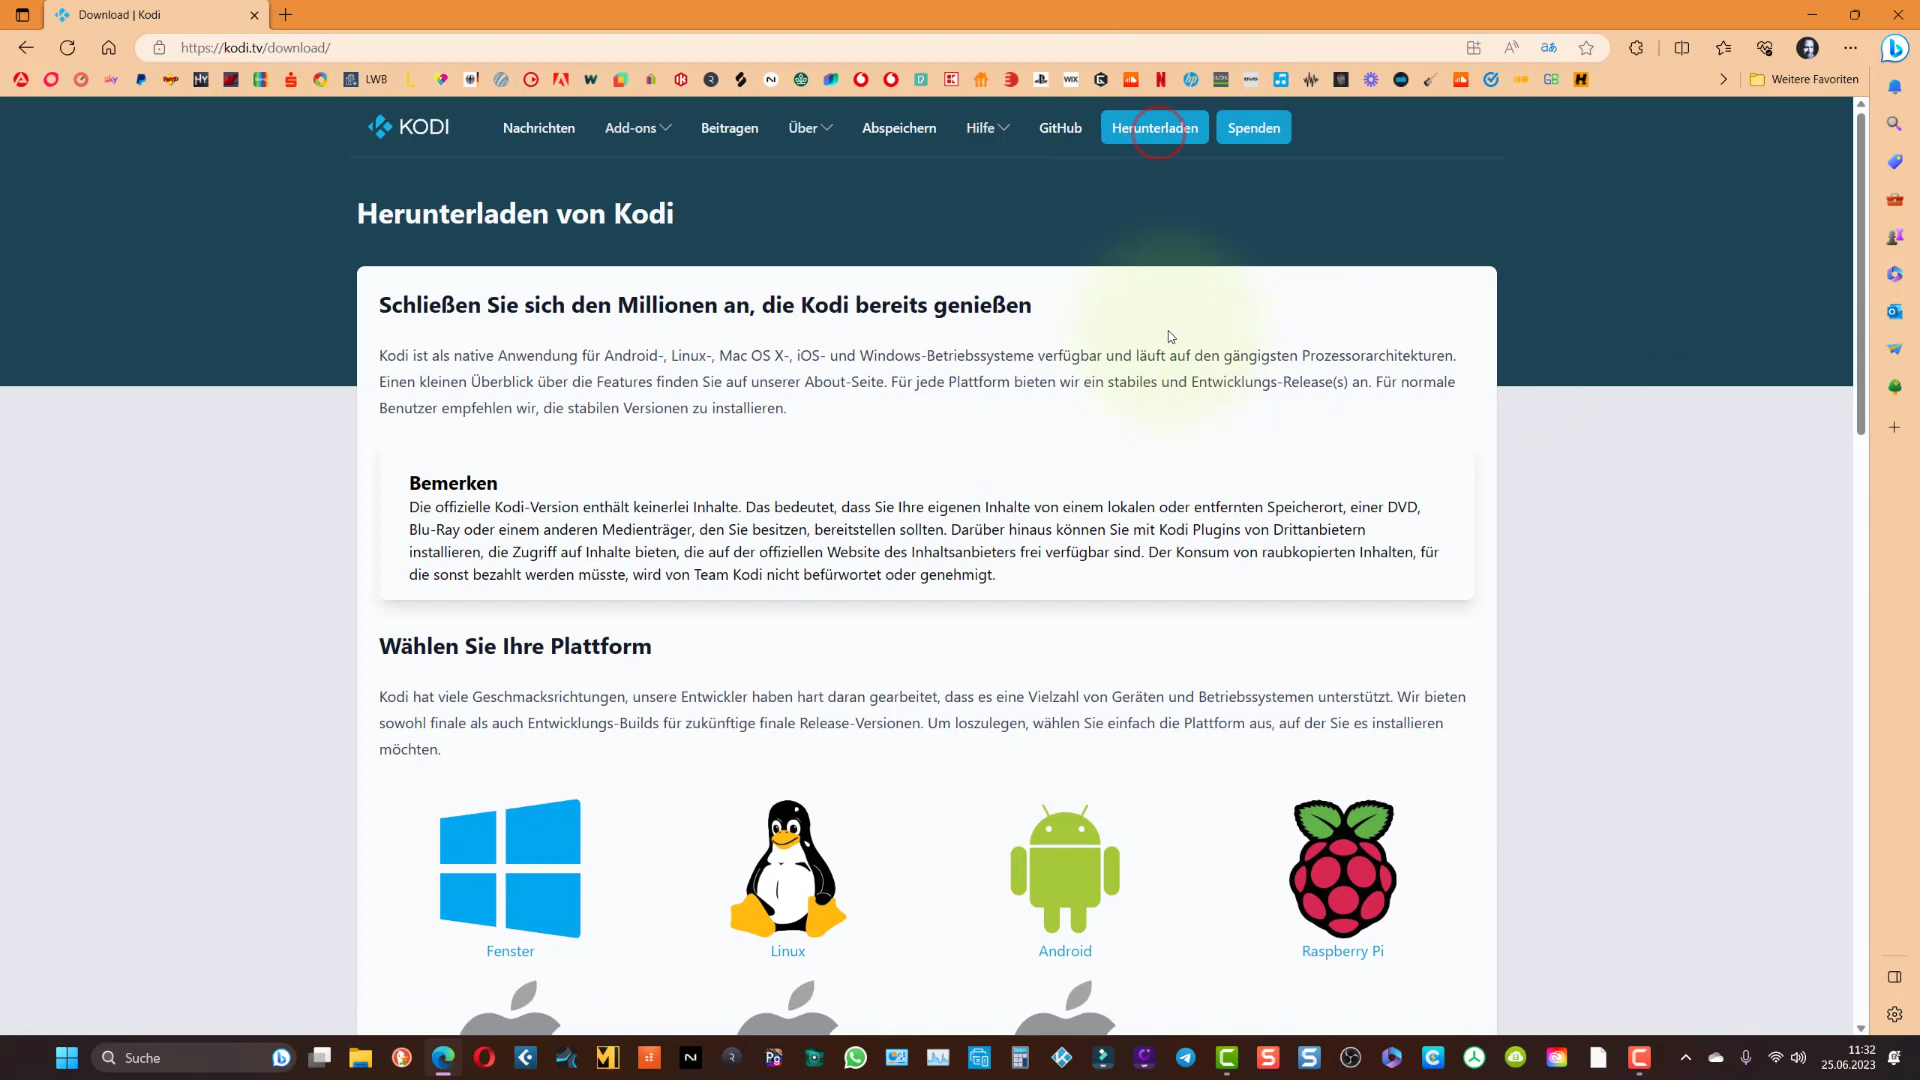 Download | Kodi
https://kodi.tv/download/
LWB
Weitere Favoriten
KODI
Nachrichten
Add-ons
Beitragen
Über
Abspeichern
Hilfe
GitHub
Herunterladen
Spenden
Herunterladen von Kodi
Schließen Sie sich den Millionen an, die Kodi bereits genießen
Kodi ist als native Anwendung für Android-, Linux-, Mac OS X-, iOS- und Windows-Betriebssysteme verfügbar und läuft auf den gängigsten Prozessorarchitekturen.
Einen kleinen Überblick über die Features finden Sie auf unserer About-Seite. Für jede Plattform bieten wir ein stabiles und Entwicklungs-Release(s) an. Für normale
Benutzer empfehlen wir, die stabilen Versionen zu installieren.
Bemerken
Die offizielle Kodi-Version enthält keinerlei Inhalte. Das bedeutet, dass Sie Ihre eigenen Inhalte von einem lokalen oder entfernten Speicherort, einer DVD,
Blu-Ray oder einem anderen Medienträger, den Sie besitzen, bereitstellen sollten. Darüber hinaus können Sie mit Kodi Plugins von Drittanbietern
installieren, die Zugriff auf Inhalte bieten, die auf der offiziellen Website des Inhaltsanbieters frei verfügbar sind. Der Konsum von raubkopierten Inhalten, für
die sonst bezahlt werden müsste, wird von Team Kodi nicht befürwortet oder genehmigt.
Wählen Sie Ihre Plattform
Kodi hat viele Geschmacksrichtungen, unsere Entwickler haben hart daran gearbeitet, dass es eine Vielzahl von Geräten und Betriebssystemen unterstützt. Wir bieten
sowohl finale als auch Entwicklungs-Builds für zukünftige finale Release-Versionen. Um loszulegen, wählen Sie einfach die Plattform aus, auf der Sie es installieren
möchten.
Fenster
Linux
Android
Raspberry Pi
Suche
11:32
25.06.2023